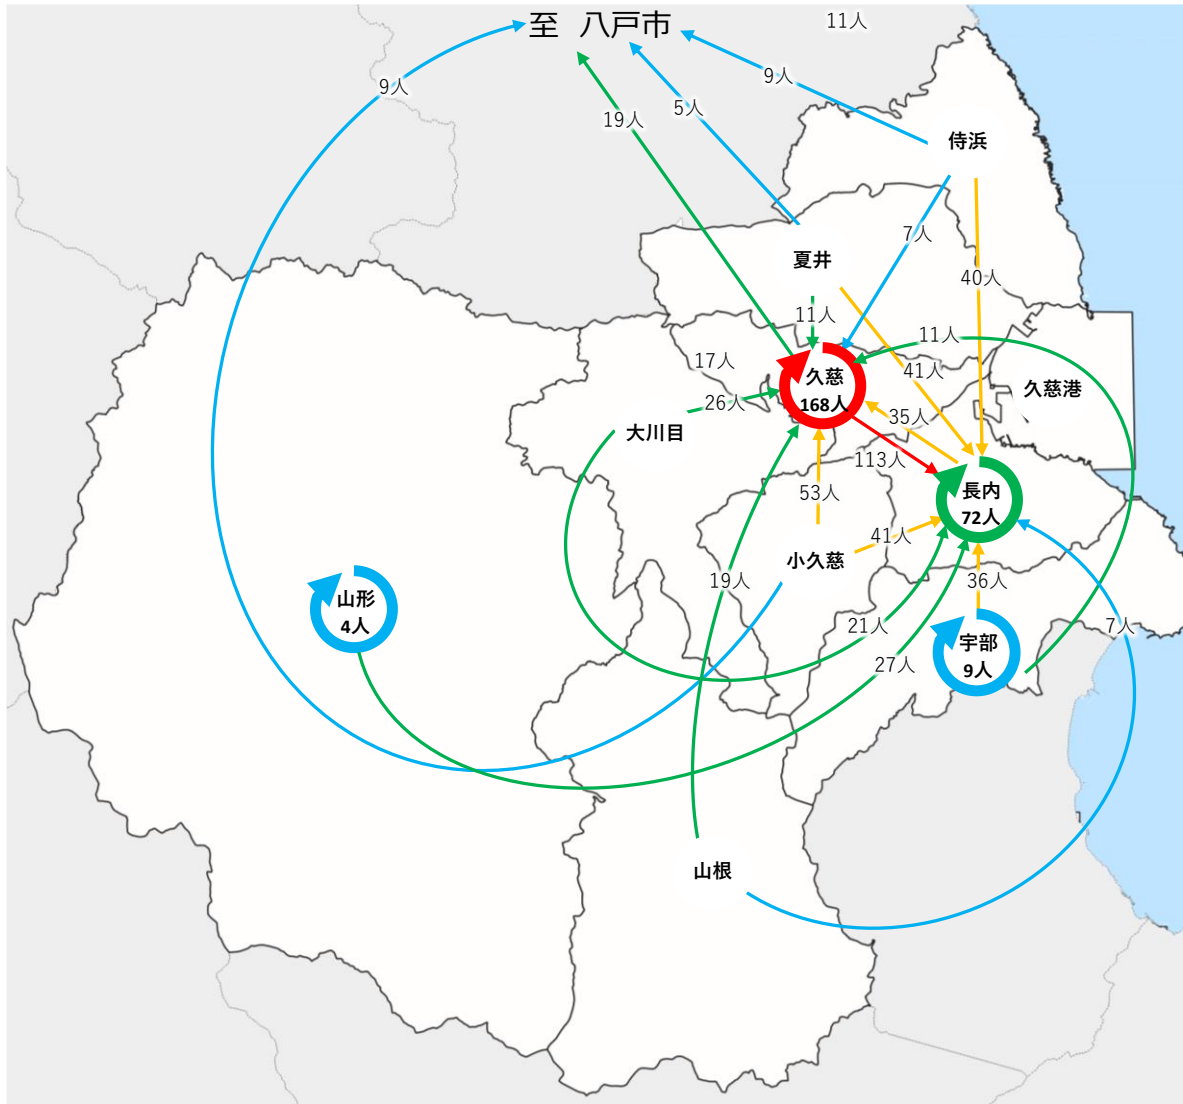 至 八戸市
11人
9人
9人
5人
19人
侍浜
7人
夏井
40人
11人
11人
17人
41人
久慈
168人
久慈港
26人
35人
大川目
113人
53人
長内
72人
41人
小久慈
19人
36人
山形
4人
21人
7人
宇部
9人
27人
山根